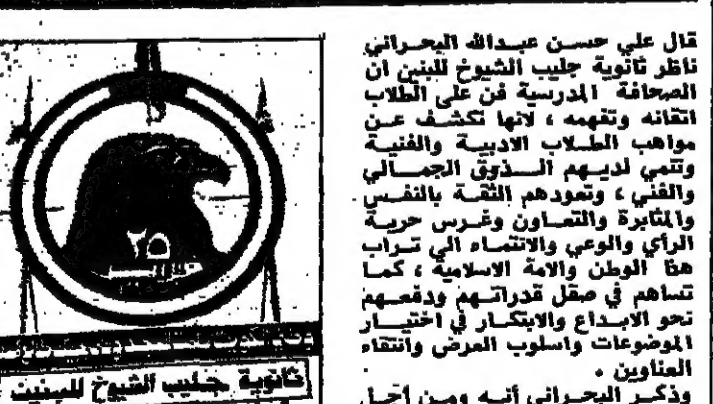 قال علي حسن عبدالله البحراني
ناظر ثانوية جليب الشيوخ للبنين ان
الصحافة المدرسية فن على الطلاب
اتقانه وتفهمه ، لانها تكشف عن
مواهب الطلاب الادبية والفنية
وتنمي لديهم الذوق الجمالي
والفني ، وتعودهم الثقة بالنفس
والمثابرة والتعاون وغرس حرية
الرأي والوعي والانتماء الي تراب
هذا الوطن والامة الاسلامية ، كما
تساهم في صقل قدراتهم ودفعهم
نحو الابداع والابتكار في اختيار
الموضوعات واسلوب العرض وانتقاء
العناوين .
وذكر البحراني أنه ومن أجل
٢٥
ثانوية جليب الشيوخ للبنين